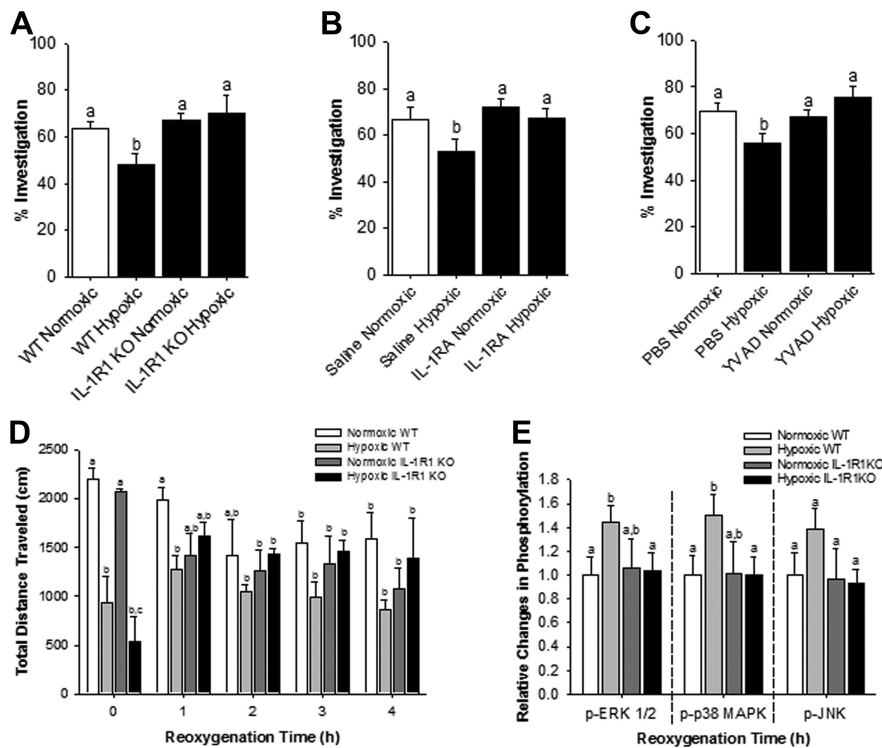 A
100
80
60
40
20
0
% Investigation
a
b
a
a
WT Normoxic
WT Hypoxic
IL-1R1 KO Normoxic
IL-1R1 KO Hypoxic
B
100
80
60
40
20
0
% Investigation
a
b
a
a
Saline Normoxic
Saline Hypoxic
IL-1RA Normoxic
IL-1RA Hypoxic
C
100
80
60
40
20
0
% Investigation
a
b
a
a
PBS Normoxic
PBS Hypoxic
YVAD Normoxic
YVAD Hypoxic
D
Normoxic WT
Hypoxic WT
Normoxic IL-1R1 KO
Hypoxic IL-1R1 KO
2500
2000
1500
1000
500
0
Total Distance Traveled (cm)
a
b
a
b,c
a
b
a,b
a,b
a,b
b
b
b
b
b
b
b
b
b
b
b
0 1 2 3 4
Reoxygenation Time (h)
E
Normoxic WT
Hypoxic WT
Normoxic IL-1R1KO
Hypoxic IL-1R1KO
1.8
1.6
1.4
1.2
1.0
0.8
0.6
0.4
0.2
0.0
Relative Changes in Phosphorylation
a
b
a,b
a
a
b
a,b
a
a
a
a
a
p-ERK 1/2 p-p38 MAPK p-JNK
Reoxygenation Time (h)